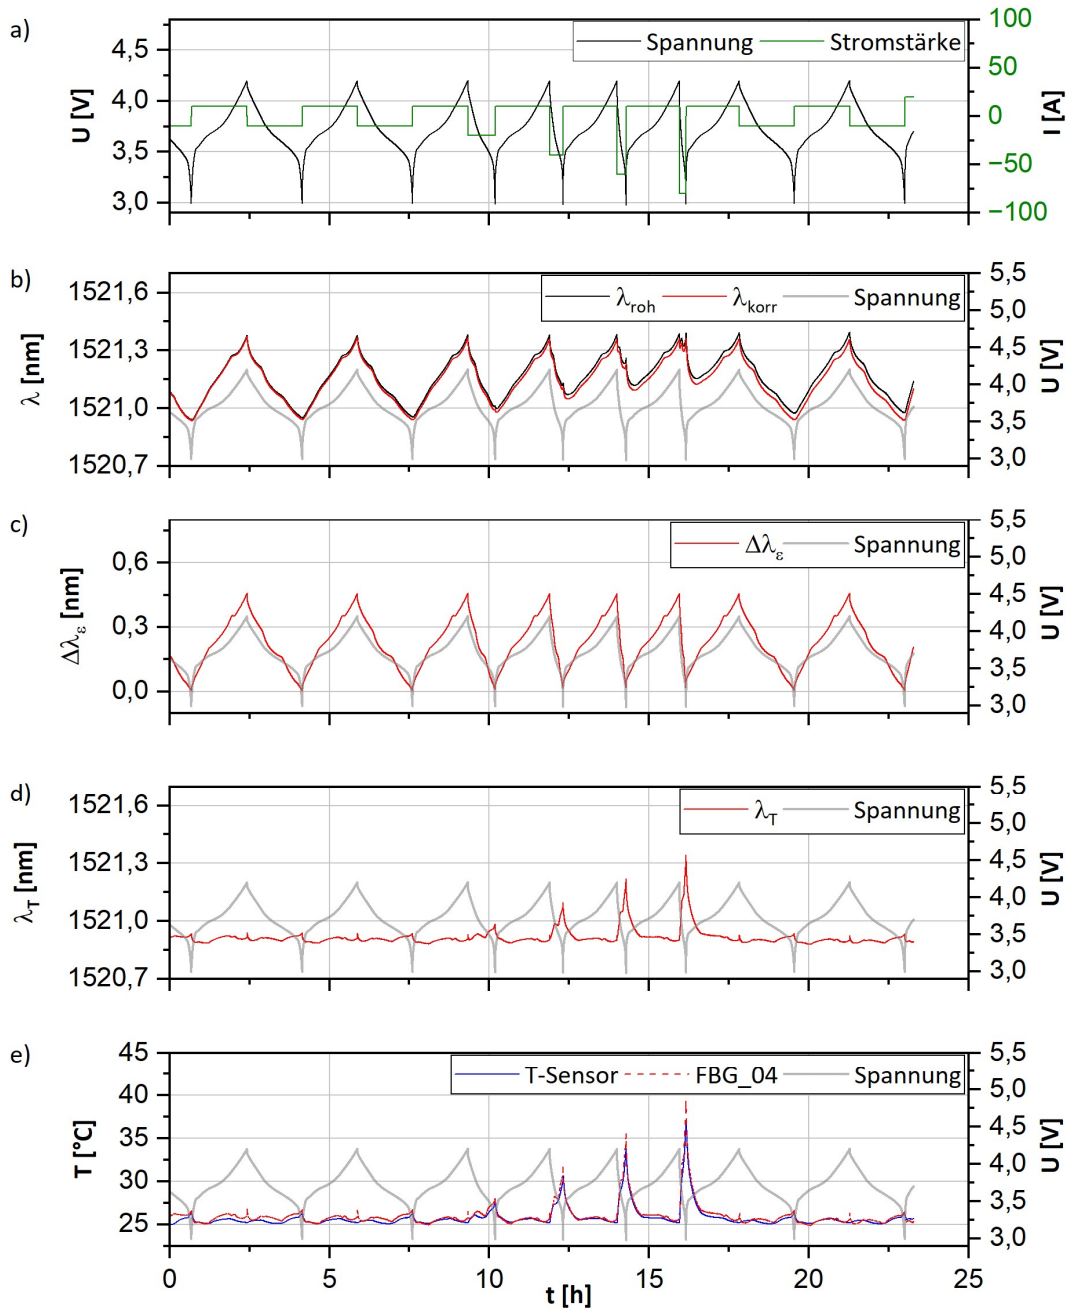 a)
U [V]
4,5
4,0
3,5
3,0
Spannung
Stromstärke
100
50
0
−50
−100
I [A]
b)
λ [nm]
1521,6
1521,3
1521,0
1520,7
λroh
λkorr
Spannung
5,5
5,0
4,5
4,0
3,5
3,0
U [V]
c)
Δλε [nm]
0,6
0,3
0,0
Δλε
Spannung
5,5
5,0
4,5
4,0
3,5
3,0
U [V]
d)
λT [nm]
1521,6
1521,3
1521,0
1520,7
λT
Spannung
5,5
5,0
4,5
4,0
3,5
3,0
U [V]
e)
T [°C]
45
40
35
30
25
T-Sensor
FBG_04
Spannung
5,5
5,0
4,5
4,0
3,5
3,0
U [V]
0
5
10
15
20
25
t [h]